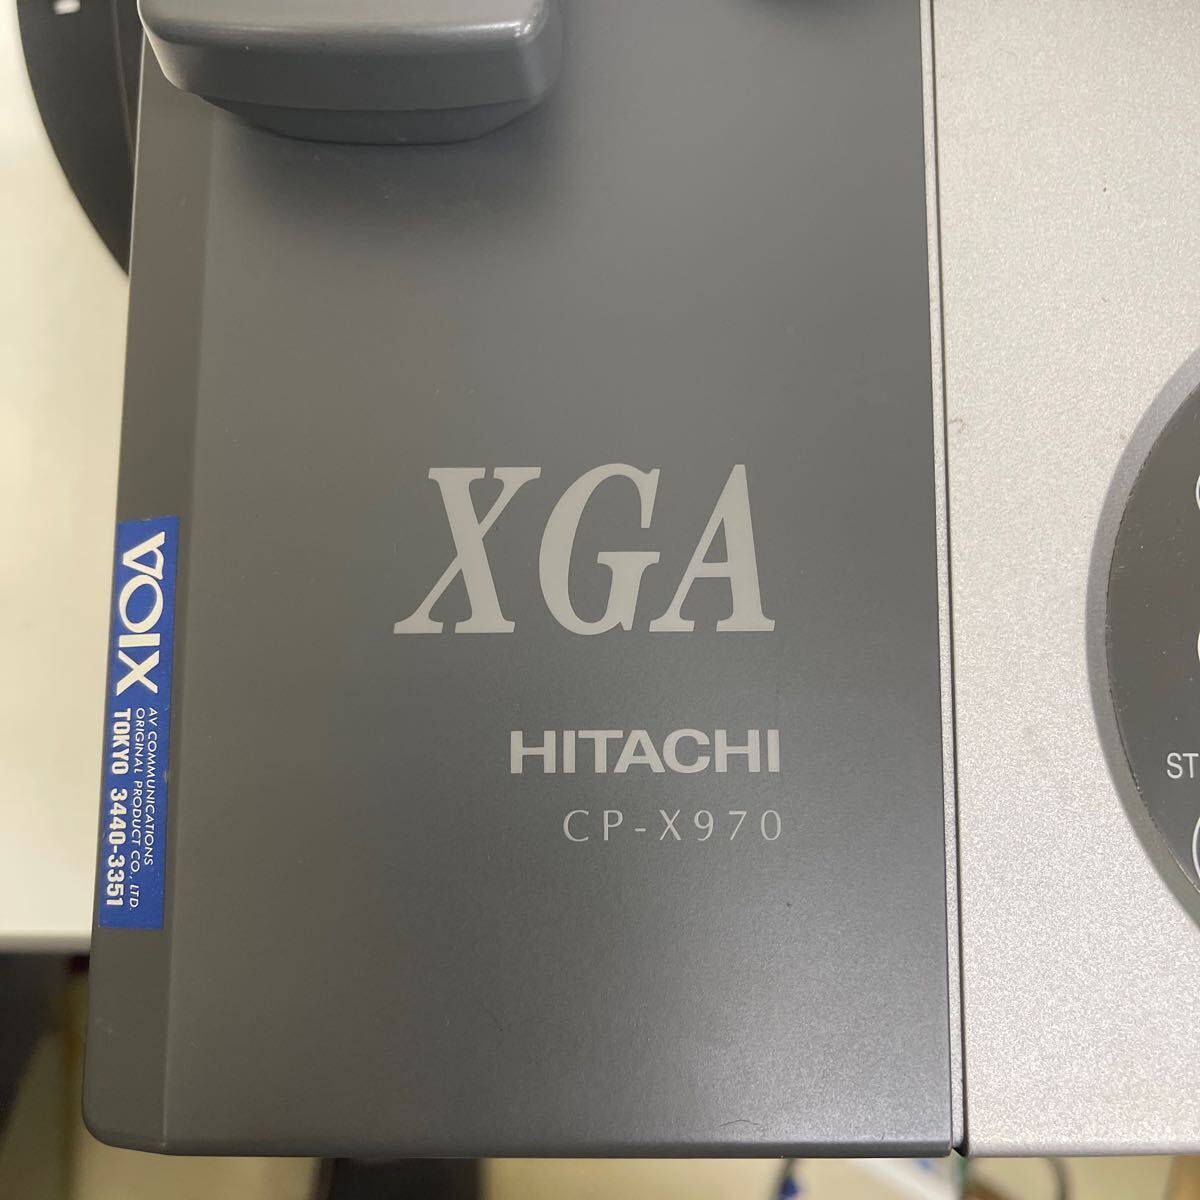 XGA
HITACHI
CP-X970
VOIX
AV COMMUNICATIONS
ORIGINAL PRODUCT CO., LTD.
TOKYO 3440-3351
ST